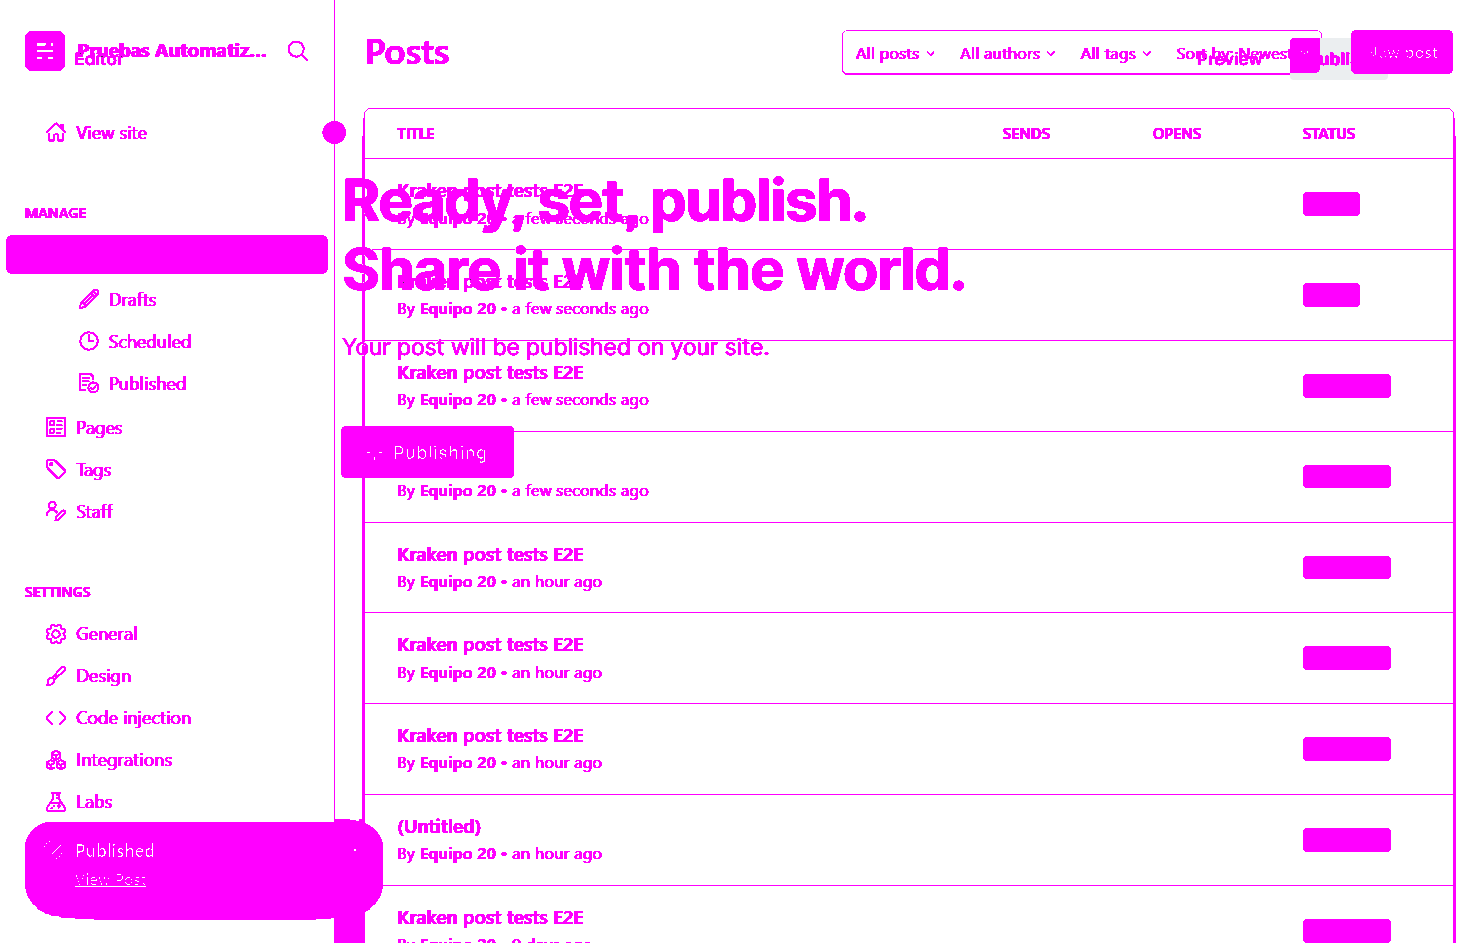 Pruebas Automatiz...
Editor
View site
MANAGE
Drafts
Scheduled
Published
Pages
Tags
Staff
SETTINGS
General
Design
Code injection
Integrations
Labs
Published
View Post
Posts
All posts
All authors
All tags
Sort by: Newest
Preview
post
TITLE SENDS OPENS STATUS
Kraken post tests E2E
By Equipo 20 • a few seconds ago
Ready, set, publish.
Share it with the world.
Kraken post tests E2E
By Equipo 20 • a few seconds ago
Your post will be published on your site.
Kraken post tests E2E
By Equipo 20 • a few seconds ago
Publishing
By Equipo 20 • a few seconds ago
Kraken post tests E2E
By Equipo 20 • an hour ago
Kraken post tests E2E
By Equipo 20 • an hour ago
Kraken post tests E2E
By Equipo 20 • an hour ago
(Untitled)
By Equipo 20 • an hour ago
Kraken post tests E2E